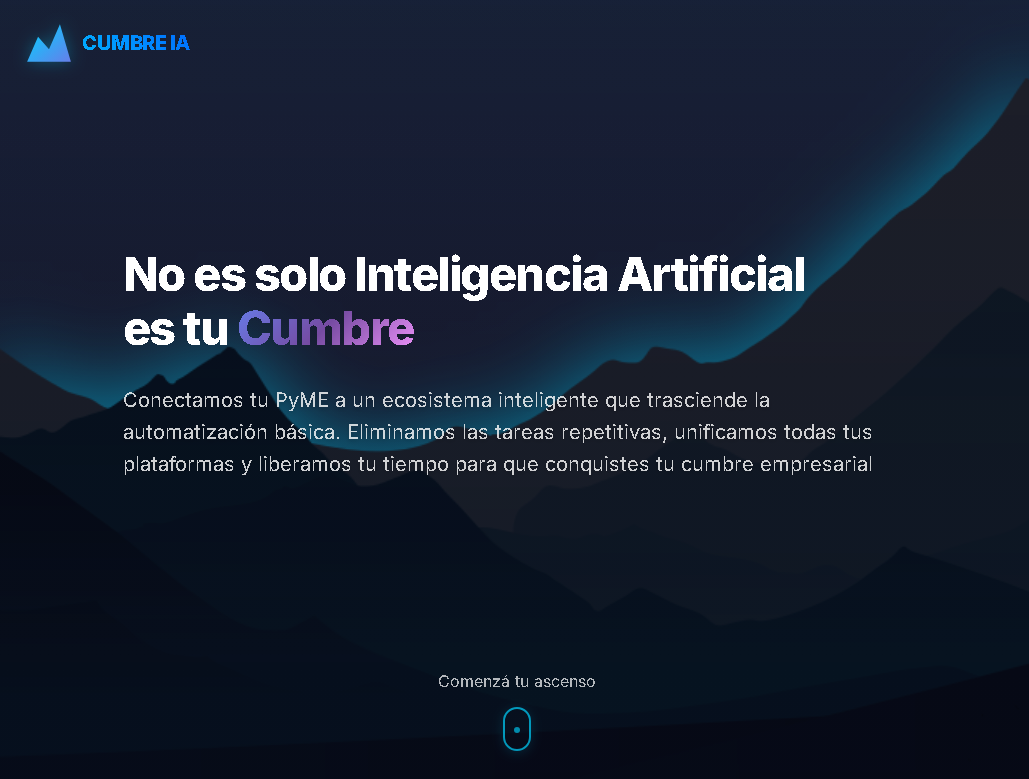 CUMBRE IA
No es solo Inteligencia Artificial
es tu Cumbre
Conectamos tu PyME a un ecosistema inteligente que trasciende la
automatización básica. Eliminamos las tareas repetitivas, unificamos todas tus
plataformas y liberamos tu tiempo para que conquistes tu cumbre empresarial
Comenzá tu ascenso